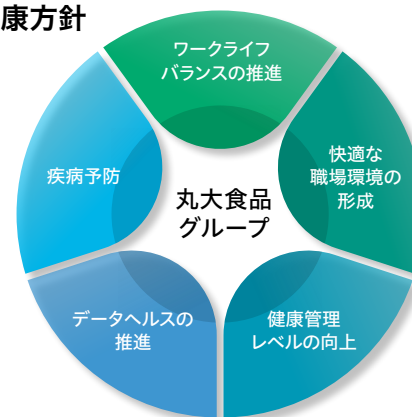 康方針
ワークライフ
バランスの推進
快適な
職場環境の
形成
健康管理
レベルの向上
データヘルスの
推進
疾病予防
丸大食品
グループ